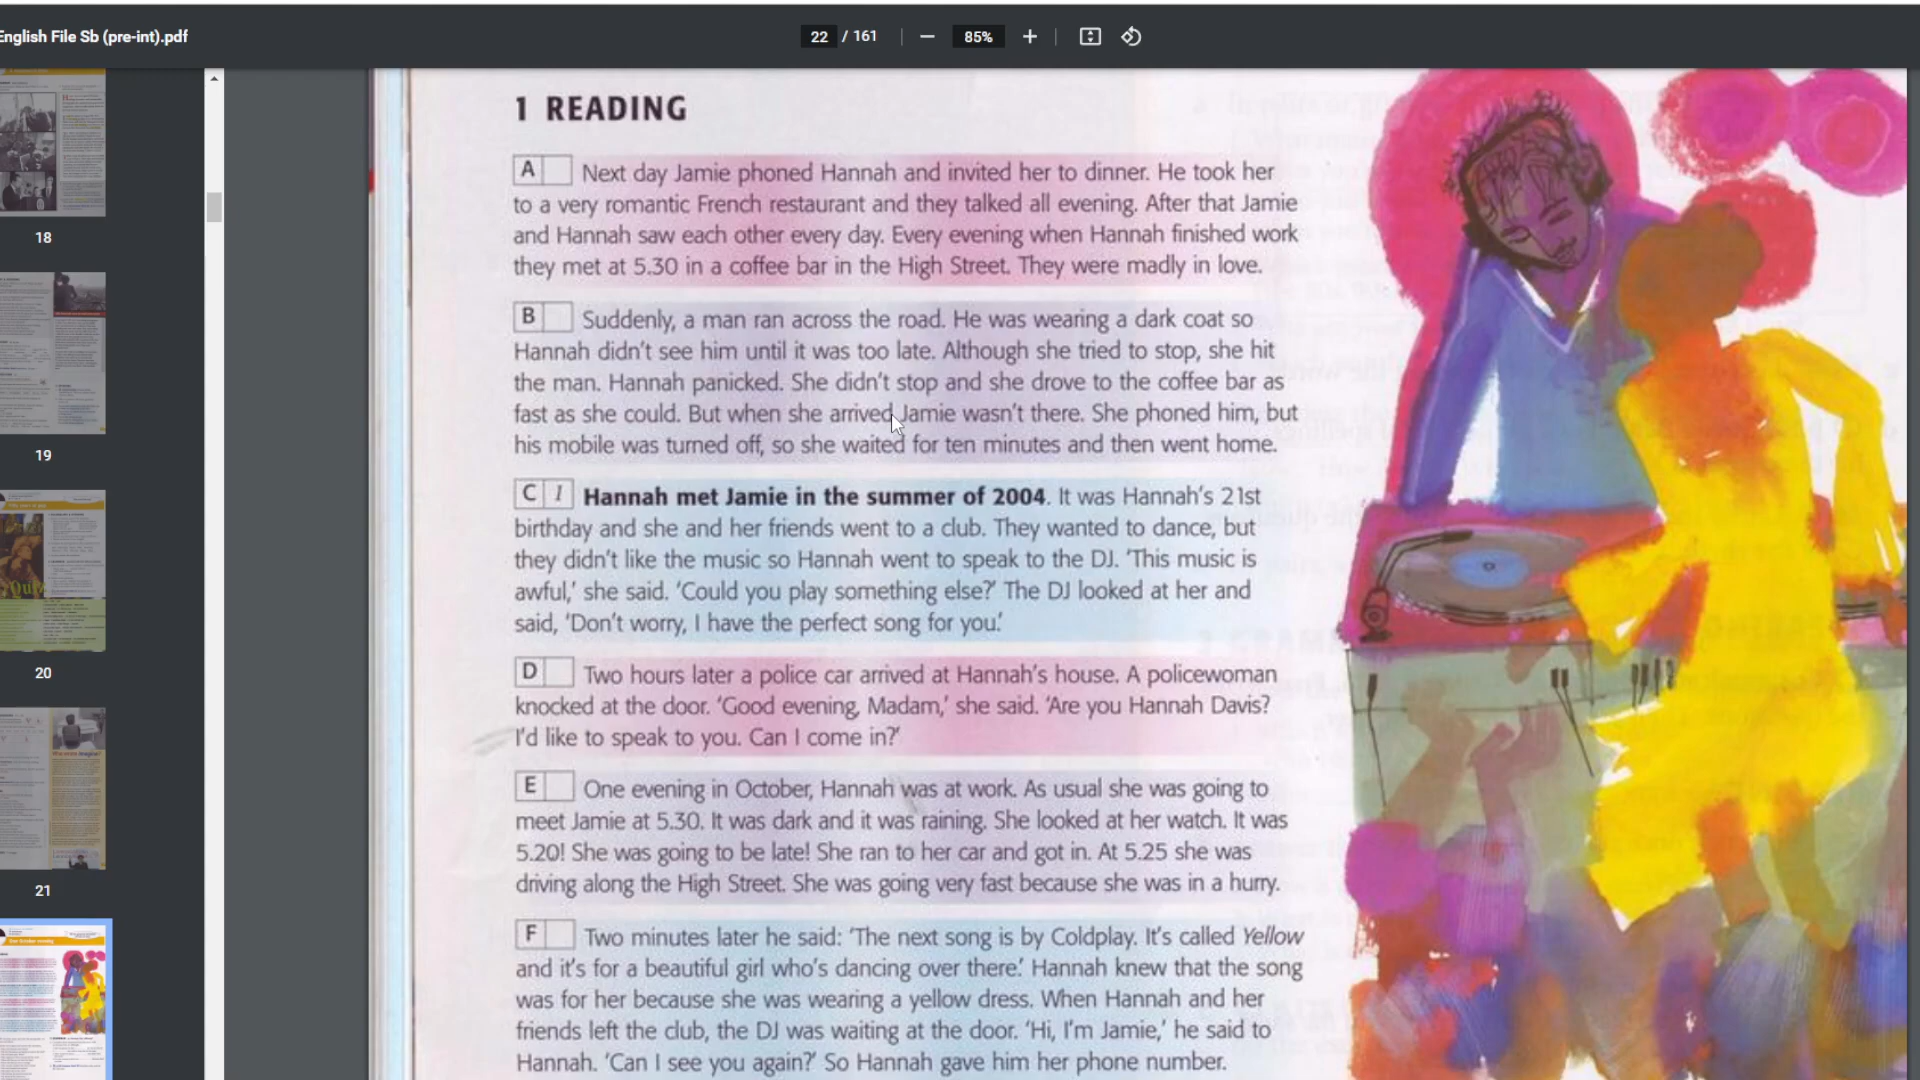 English File Sb (pre-int).pdf
22 / 161
85%
18
19
20
21
1 READING
A Next day Jamie phoned Hannah and invited her to dinner. He took her
to a very romantic French restaurant and they talked all evening. After that Jamie
and Hannah saw each other every day. Every evening when Hannah finished work
they met at 5.30 in a coffee bar in the High Street. They were madly in love.
B Suddenly, a man ran across the road. He was wearing a dark coat so
Hannah didn't see him until it was too late. Although she tried to stop, she hit
the man. Hannah panicked. She didn't stop and she drove to the coffee bar as
fast as she could. But when she arrived Jamie wasn't there. She phoned him, but
his mobile was turned off, so she waited for ten minutes and then went home.
C 1 Hannah met Jamie in the summer of 2004. It was Hannah's 21st
birthday and she and her friends went to a club. They wanted to dance, but
they didn't like the music so Hannah went to speak to the DJ. 'This music is
awful,' she said. 'Could you play something else?' The DJ looked at her and
said, 'Don't worry, I have the perfect song for you.'
D Two hours later a police car arrived at Hannah's house. A policewoman
knocked at the door. 'Good evening, Madam,' she said. 'Are you Hannah Davis?
I'd like to speak to you. Can I come in?'
E One evening in October, Hannah was at work. As usual she was going to
meet Jamie at 5.30. It was dark and it was raining. She looked at her watch. It was
5.20! She was going to be late! She ran to her car and got in. At 5.25 she was
driving along the High Street. She was going very fast because she was in a hurry.
F Two minutes later he said: 'The next song is by Coldplay. It's called Yellow
and it's for a beautiful girl who's dancing over there.' Hannah knew that the song
was for her because she was wearing a yellow dress. When Hannah and her
friends left the club, the DJ was waiting at the door. 'Hi, I'm Jamie,' he said to
Hannah. 'Can I see you again?' So Hannah gave him her phone number.